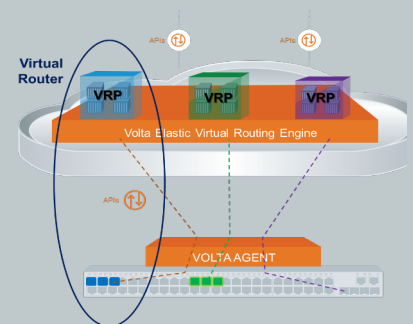 APIs
APIs
Virtual
Router
VRP
VRP
VRP
Volta Elastic Virtual Routing Engine
APIs
VOLTA AGENT